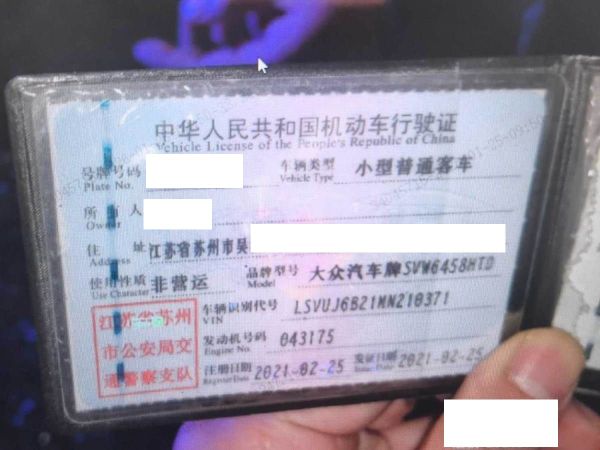 中华人民共和国机动车行驶证
Vehicle License of the People's Republic of China
号牌号码
Plate No.
车辆类型 小型普通客车
Vehicle Type
所有人
Owner
住址 江苏省苏州市吴
Address
使用性质 非营运
Use Character
品牌型号 大众汽车牌SVW6458HTD
Model
江苏省苏州
市公安局交
通警察支队
车辆识别代号 LSVUJ6B21MN210371
VIN
发动机号码 043175
Engine No.
注册日期 2021-02-25 发证日期 2021-02-25
Register Date Issue Date